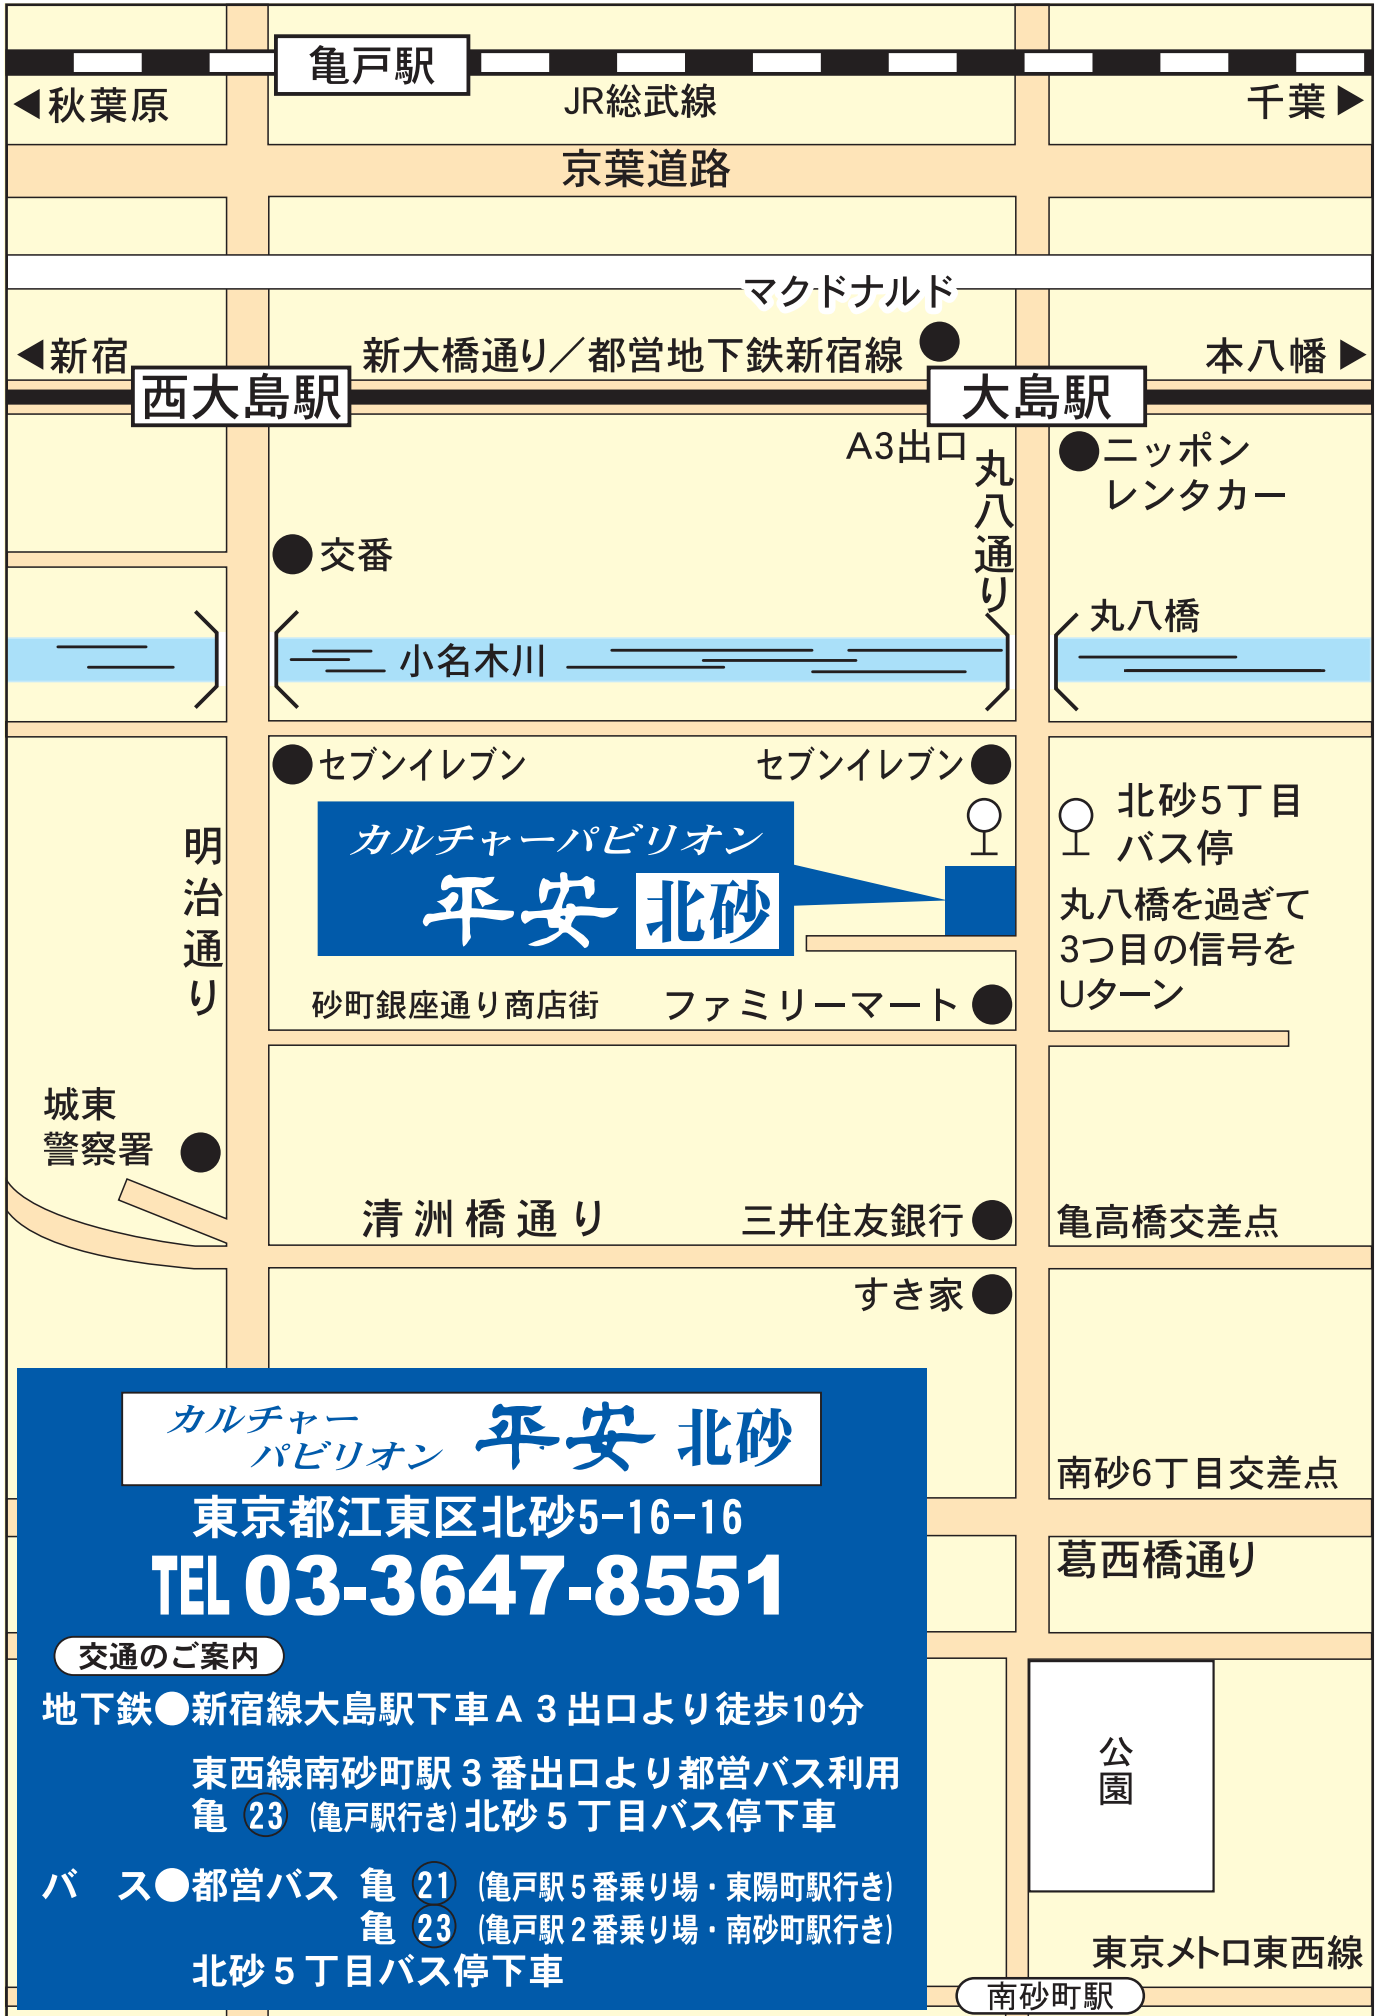 亀戸駅
◀秋葉原
JR総武線
千葉▶
京葉道路
マクドナルド
◀新宿
新大橋通り／都営地下鉄新宿線
本八幡▶
西大島駅
大島駅
A3出口
丸八通り
ニッポン
レンタカー
交番
丸八橋
小名木川
セブンイレブン
セブンイレブン
北砂5丁目
バス停
カルチャーパビリオン
平安 北砂
明治通り
丸八橋を過ぎて
3つ目の信号を
Uターン
砂町銀座通り商店街
ファミリーマート
城東
警察署
清洲橋通り
三井住友銀行
亀高橋交差点
すき家
カルチャー
パビリオン
平安 北砂
南砂6丁目交差点
東京都江東区北砂5-16-16
葛西橋通り
TEL 03-3647-8551
交通のご案内
地下鉄●新宿線大島駅下車A3出口より徒歩10分
東西線南砂町駅3番出口より都営バス利用
亀 23 (亀戸駅行き)北砂5丁目バス停下車
公園
バ ス●都営バス 亀 21 (亀戸駅5番乗り場・東陽町駅行き)
亀 23 (亀戸駅2番乗り場・南砂町駅行き)
北砂5丁目バス停下車
東京メトロ東西線
南砂町駅